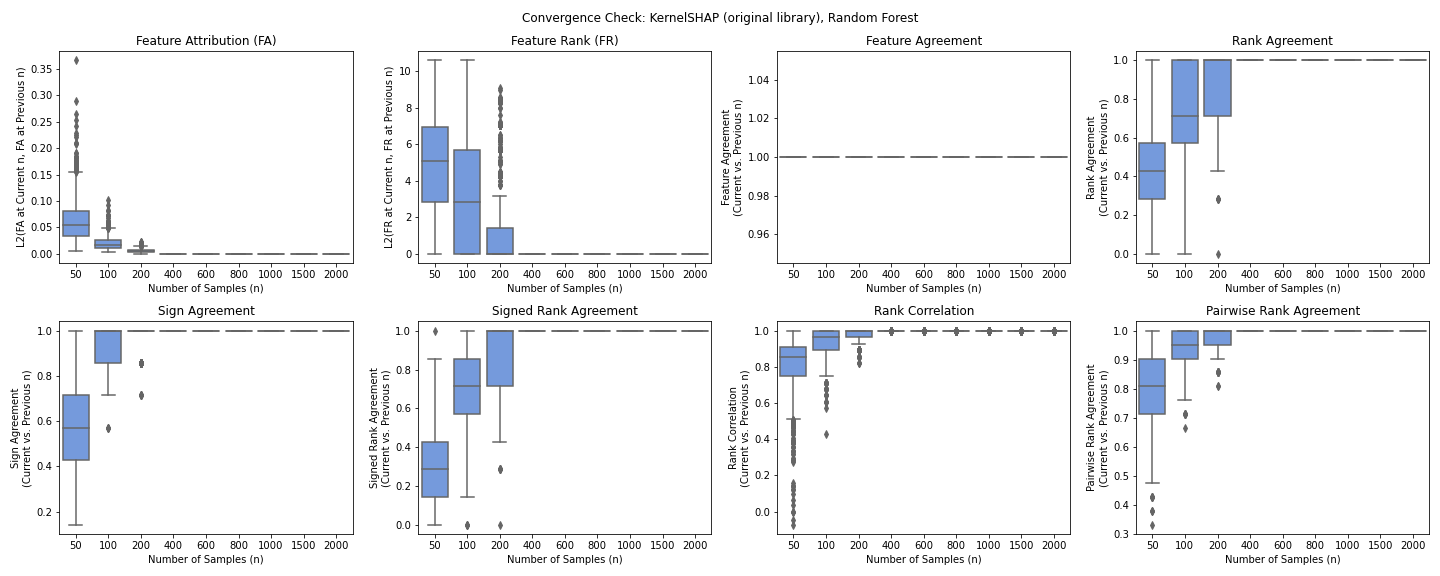 Convergence Check: KernelSHAP (original library), Random Forest
Feature Attribution (FA)
L2(FA at Current n, FA at Previous n)
0.35
0.30
0.25
0.20
0.15
0.10
0.05
0.00
50 100 200 400 600 800 1000 1500 2000
Number of Samples (n)
Feature Rank (FR)
L2(FR at Current n, FR at Previous n)
10
8
6
4
2
0
50 100 200 400 600 800 1000 1500 2000
Number of Samples (n)
Feature Agreement
Feature Agreement
(Current vs. Previous n)
1.04
1.02
1.00
0.98
0.96
50 100 200 400 600 800 1000 1500 2000
Number of Samples (n)
Rank Agreement
Rank Agreement
(Current vs. Previous n)
1.0
0.8
0.6
0.4
0.2
0.0
50 100 200 400 600 800 1000 1500 2000
Number of Samples (n)
Sign Agreement
Sign Agreement
(Current vs. Previous n)
1.0
0.8
0.6
0.4
0.2
50 100 200 400 600 800 1000 1500 2000
Number of Samples (n)
Signed Rank Agreement
Signed Rank Agreement
(Current vs. Previous n)
1.0
0.8
0.6
0.4
0.2
0.0
50 100 200 400 600 800 1000 1500 2000
Number of Samples (n)
Rank Correlation
Rank Correlation
(Current vs. Previous n)
1.0
0.8
0.6
0.4
0.2
0.0
50 100 200 400 600 800 1000 1500 2000
Number of Samples (n)
Pairwise Rank Agreement
Pairwise Rank Agreement
(Current vs. Previous n)
1.0
0.9
0.8
0.7
0.6
0.5
0.4
0.3
50 100 200 400 600 800 1000 1500 2000
Number of Samples (n)